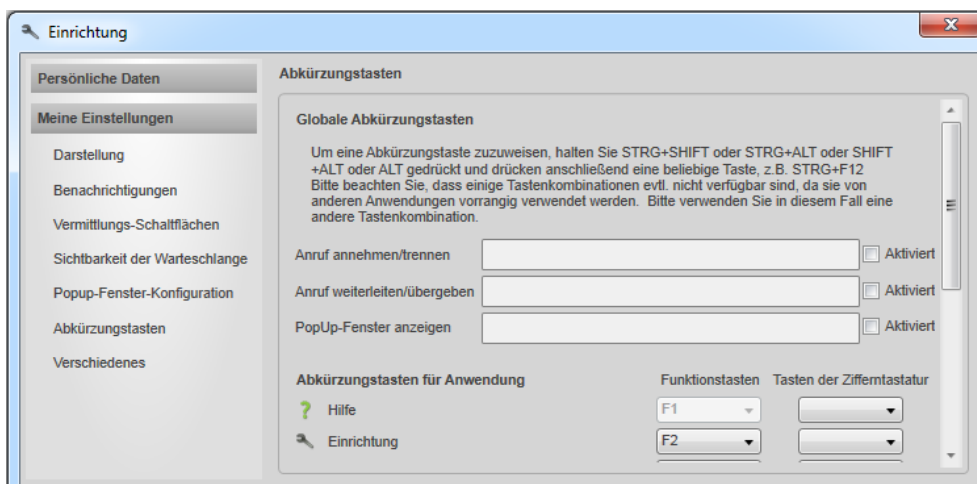 Einrichtung
Persönliche Daten
Meine Einstellungen
Darstellung
Benachrichtigungen
Vermittlungs-Schaltflächen
Sichtbarkeit der Warteschlange
Popup-Fenster-Konfiguration
Abkürzungstasten
Verschiedenes
Abkürzungstasten
Globale Abkürzungstasten
Um eine Abkürzungstaste zuzuweisen, halten Sie STRG+SHIFT oder STRG+ALT oder SHIFT
+ALT oder ALT gedrückt und drücken anschließend eine beliebige Taste, z.B. STRG+F12
Bitte beachten Sie, dass einige Tastenkombinationen evtl. nicht verfügbar sind, da sie von
anderen Anwendungen vorrangig verwendet werden. Bitte verwenden Sie in diesem Fall eine
andere Tastenkombination.
Anruf annehmen/trennen Aktiviert
Anruf weiterleiten/übergeben Aktiviert
PopUp-Fenster anzeigen Aktiviert
Abkürzungstasten für Anwendung Funktionstasten Tasten der Zifferntastatur
Hilfe F1
Einrichtung F2